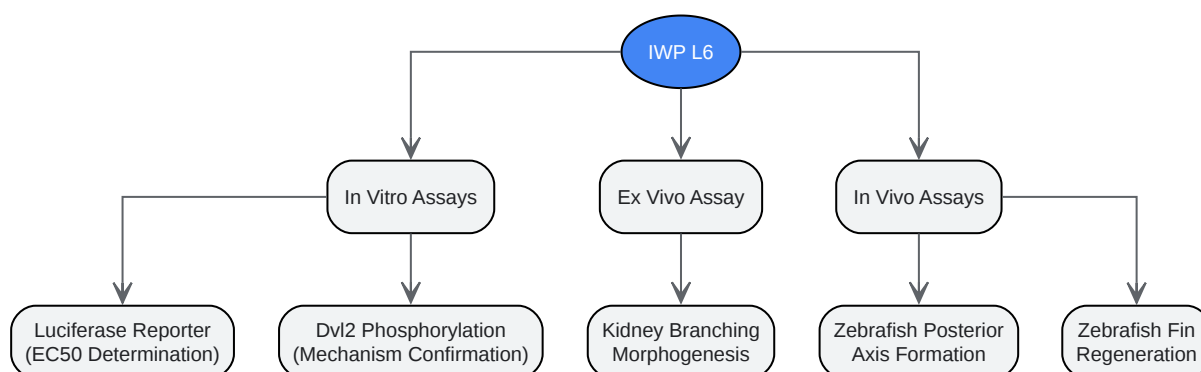 IWP L6
In Vitro Assays
Ex Vivo Assay
In Vivo Assays
Luciferase Reporter
(EC50 Determination)
Dvl2 Phosphorylation
(Mechanism Confirmation)
Kidney Branching
Morphogenesis
Zebrafish Posterior
Axis Formation
Zebrafish Fin
Regeneration